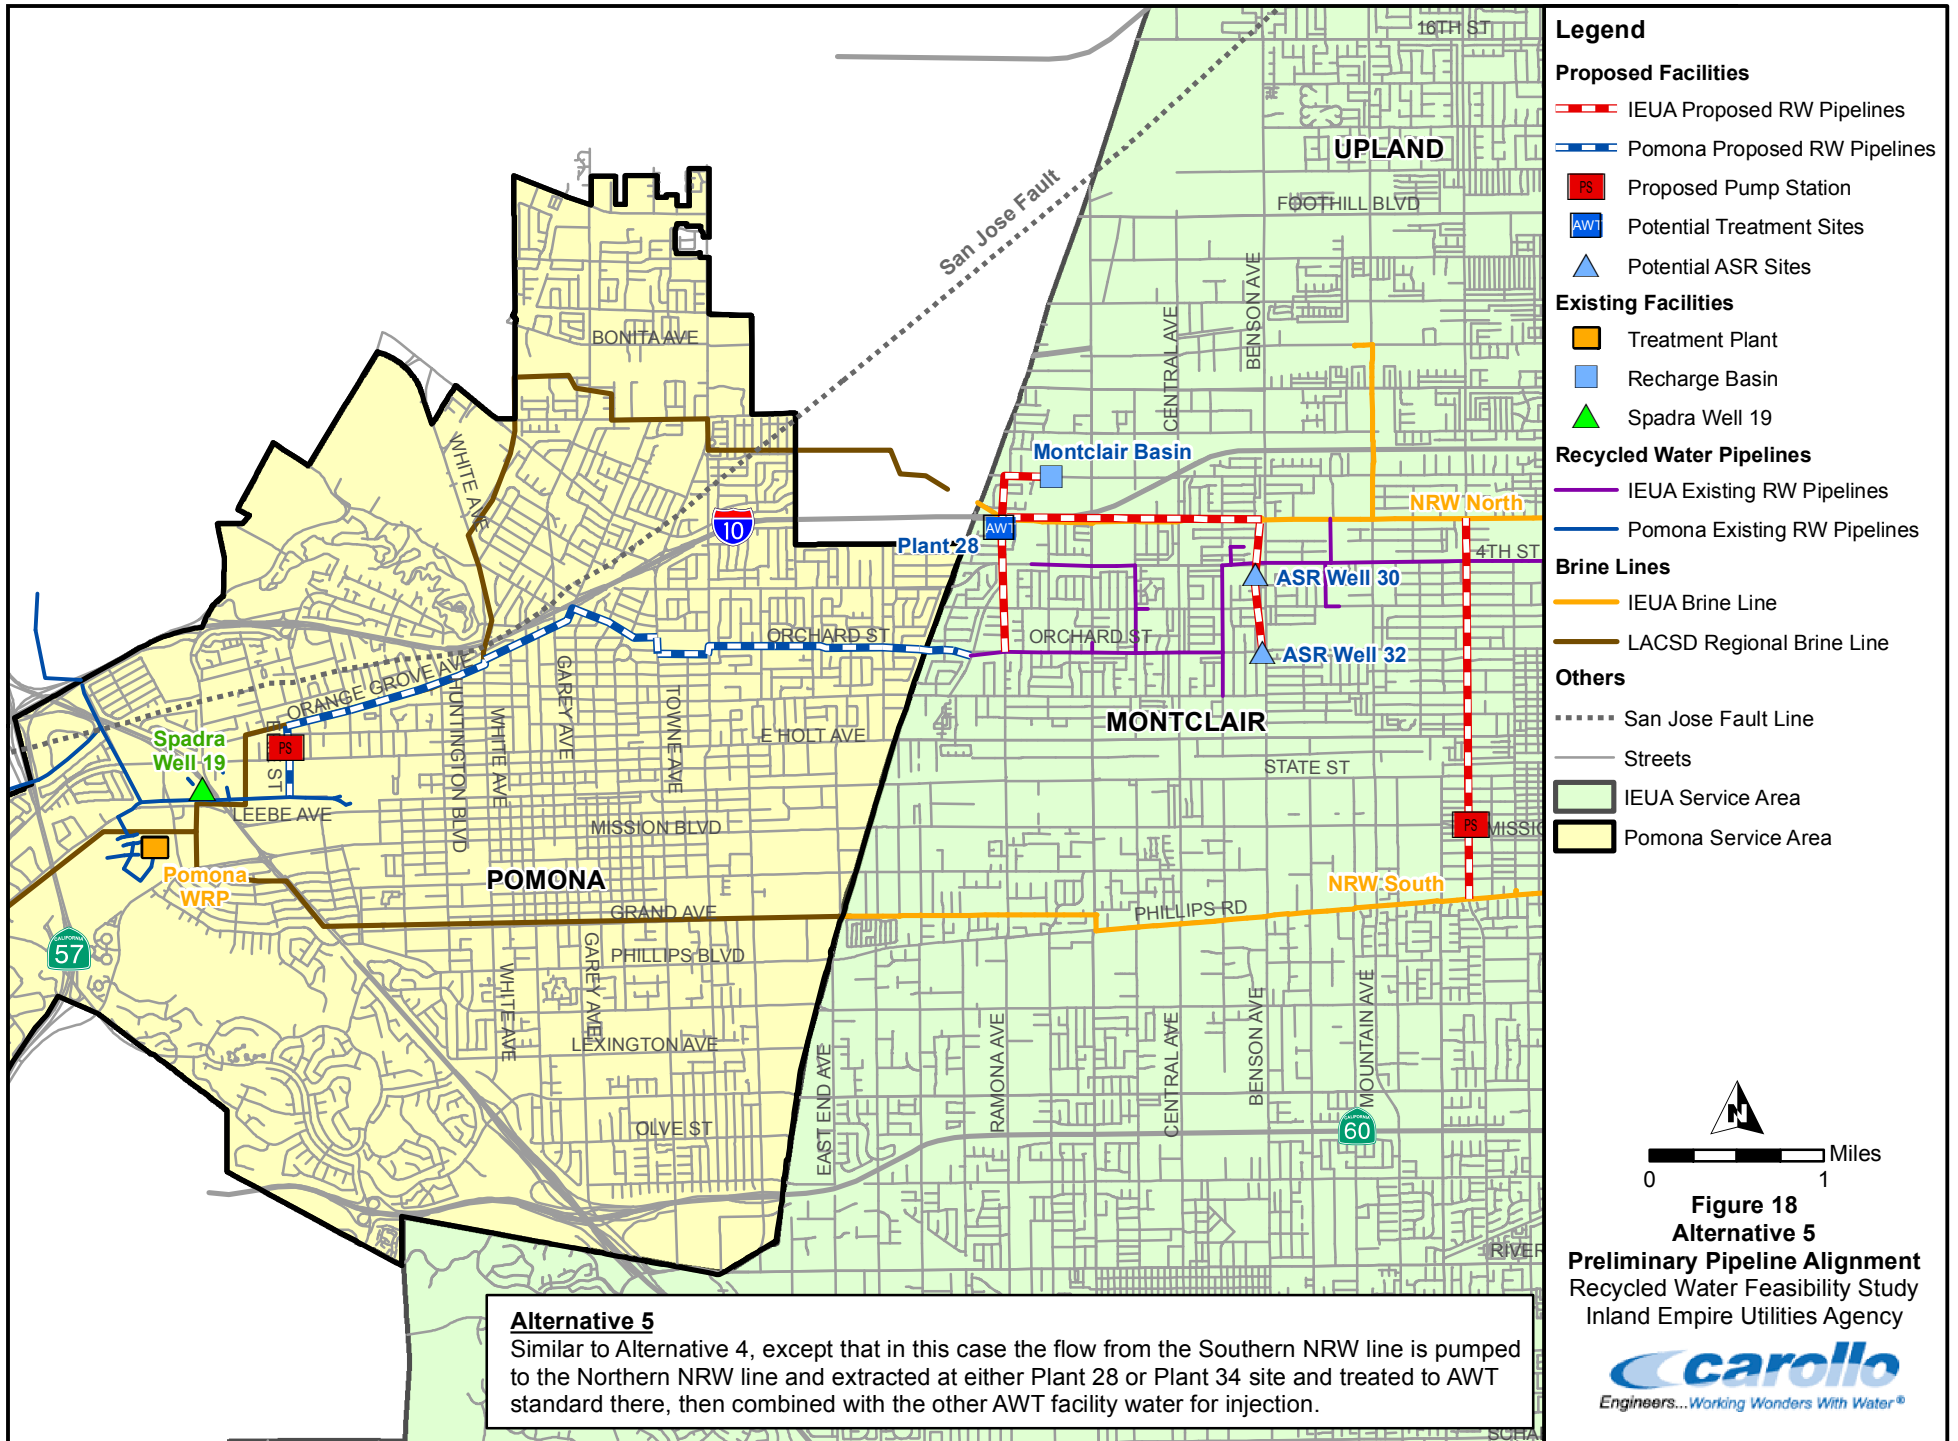 16TH ST
UPLAND
FOOTHILL BLVD
San Jose Fault
BENSON AVE
CENTRAL AVE
BONITA AVE
WHITE AVE
Montclair Basin
NRW North
10
AWT
Plant 28
4TH ST
ASR Well 30
ORCHARD ST
ORCHARD ST
ASR Well 32
ORANGE GROVE AVE
HUNTINGTON BLVD
WHITE AVE
GAREY AVE
TOWNE AVE
MONTCLAIR
E HOLT AVE
Spadra
Well 19
PS
ST
STATE ST
LEEBE AVE
MISSION BLVD
PS
MISSIO
Pomona
WRP
POMONA
NRW South
GRAND AVE
PHILLIPS RD
CALIFORNIA
57
PHILLIPS BLVD
GAREY AVE
WHITE AVE
LEXINGTON AVE
EAST END AVE
RAMONA AVE
CENTRAL AVE
BENSON AVE
MOUNTAIN AVE
OLVE ST
CALIFORNIA
60
RIVER
SCHA
Alternative 5
Similar to Alternative 4, except that in this case the flow from the Southern NRW line is pumped
to the Northern NRW line and extracted at either Plant 28 or Plant 34 site and treated to AWT
standard there, then combined with the other AWT facility water for injection.
Legend
Proposed Facilities
IEUA Proposed RW Pipelines
Pomona Proposed RW Pipelines
PS Proposed Pump Station
AWT Potential Treatment Sites
Potential ASR Sites
Existing Facilities
Treatment Plant
Recharge Basin
Spadra Well 19
Recycled Water Pipelines
IEUA Existing RW Pipelines
Pomona Existing RW Pipelines
Brine Lines
IEUA Brine Line
LACSD Regional Brine Line
Others
San Jose Fault Line
Streets
IEUA Service Area
Pomona Service Area
N
Miles
0 1
Figure 18
Alternative 5
Preliminary Pipeline Alignment
Recycled Water Feasibility Study
Inland Empire Utilities Agency
carollo
Engineers...Working Wonders With Water®